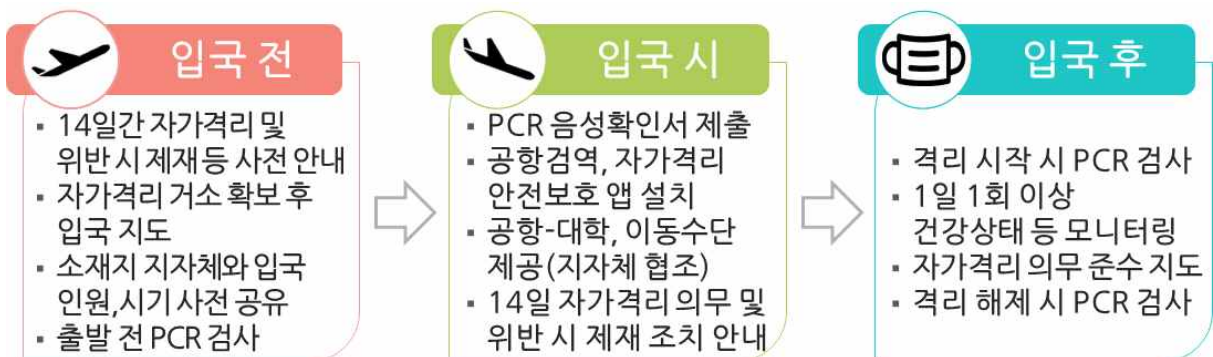 입국 전
14일간 자가격리 및
위반 시 제재 등 사전 안내
자가격리 거소 확보 후
입국 지도
소재지 지자체와 입국
인원,시기 사전 공유
출발 전 PCR 검사
입국 시
PCR 음성확인서 제출
공항검역, 자가격리
안전보호 앱 설치
공항-대학, 이동수단
제공(지자체 협조)
14일 자가격리 의무 및
위반 시 제재 조치 안내
입국 후
격리 시작 시 PCR 검사
1일 1회 이상
건강상태 등 모니터링
자가격리 의무 준수 지도
격리 해제 시 PCR 검사